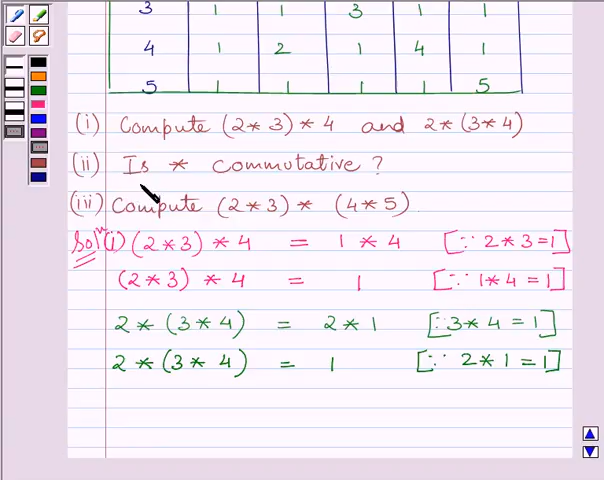 3 1 1 3 1 1
4 1 2 1 4 1
5 1 1 1 1 5
(i) Compute (2*3)*4 and 2*(3*4)
(ii) Is * commutative?
(iii) Compute (2*3)* (4*5).
Solⁿ (i) (2*3)*4 = 1*4 [∵ 2*3=1]
(2*3)*4 = 1 [∵ 1*4=1]
2*(3*4) = 2*1 [∵3*4=1]
2*(3*4) = 1 [∵ 2*1=1]